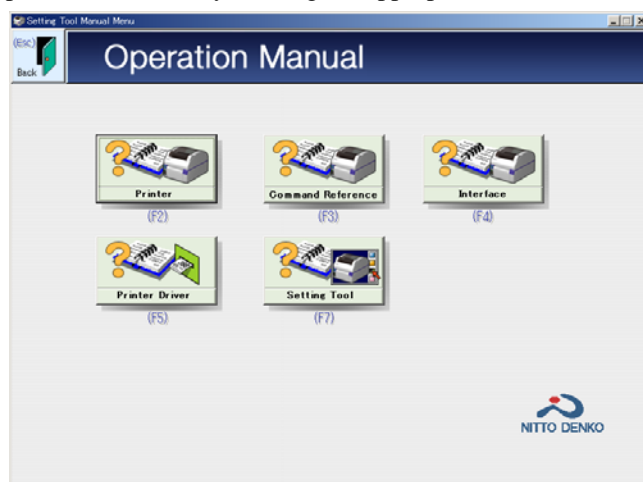 Setting Tool Manual Menu
(Esc)
Back
Operation Manual
Printer
Command Reference
Interface
(F2)
(F3)
(F4)
Printer Driver
Setting Tool
(F5)
(F7)
NITTO DENKO